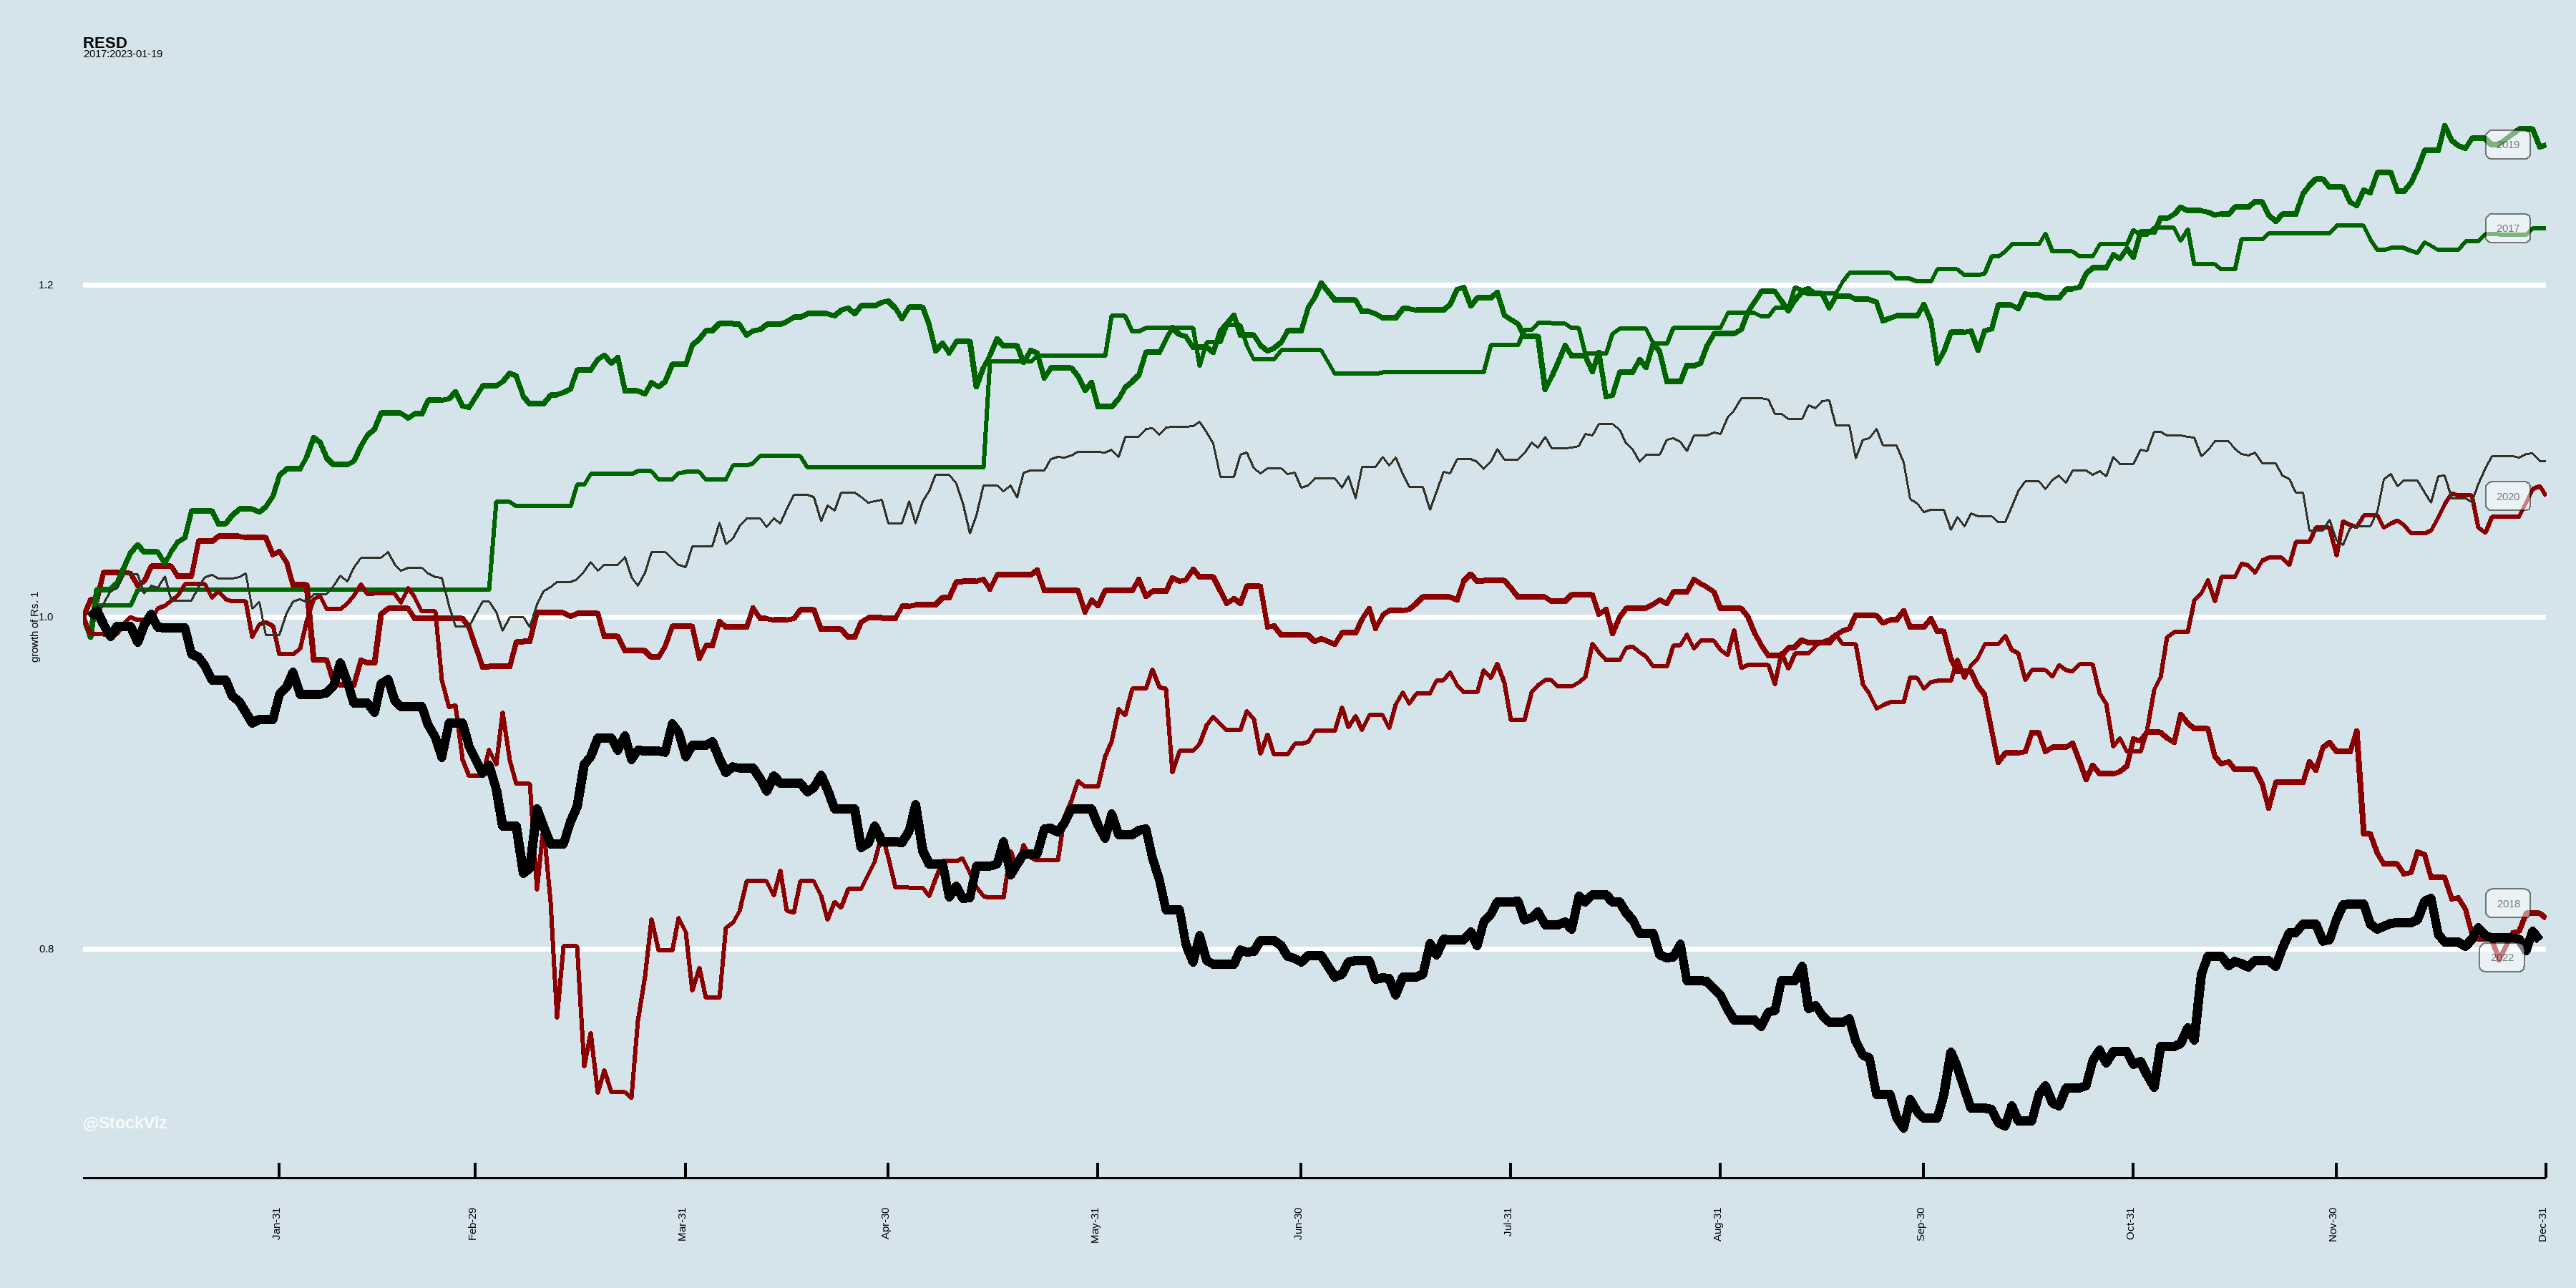 RESD
2017:2023-01-19
2019
2017
1.2
2020
growth of Rs. 1
1.0
2018
0.8
2022
@StockViz
Jan-31
Feb-29
Mar-31
Apr-30
May-31
Jun-30
Jul-31
Aug-31
Sep-30
Oct-31
Nov-30
Dec-31